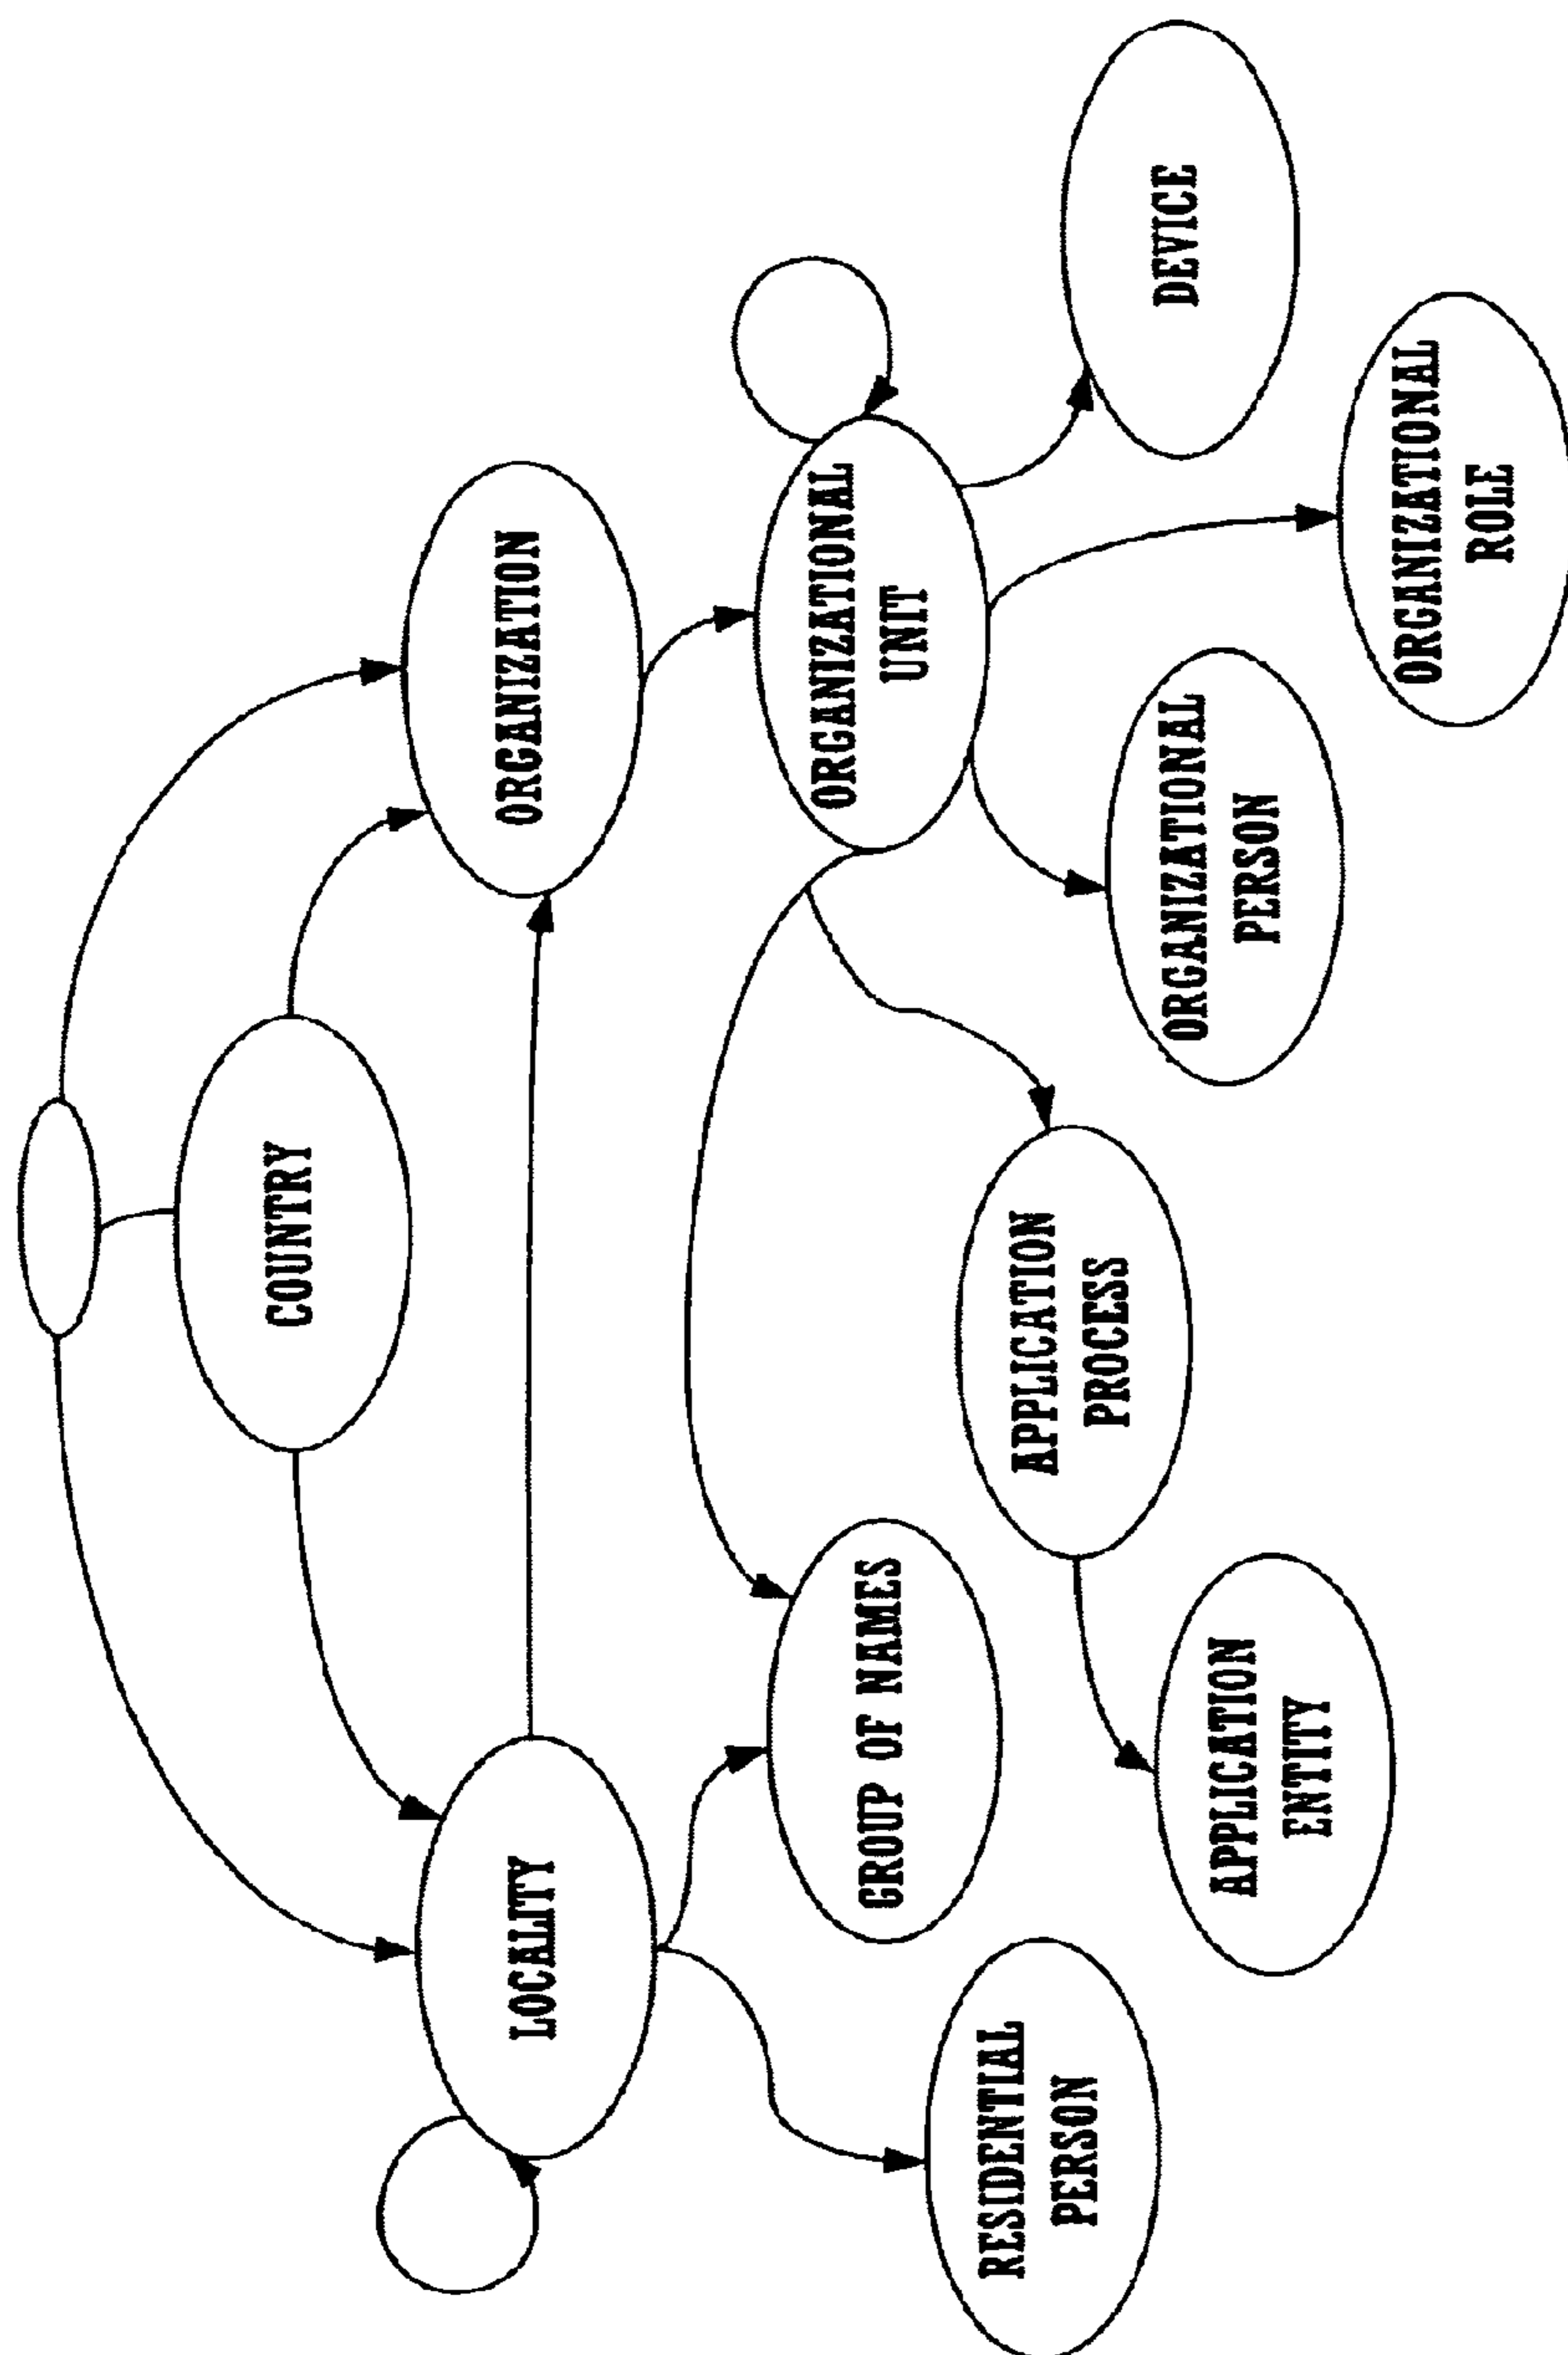 COUNTRY
LOCALITY
ORGANIZATION
GROUP OF NAMES
ORGANIZATIONAL
UNIT
RESIDENTIAL
PERSON
APPLICATION
PROCESS
ORGANIZATIONAL
PERSON
DEVICE
APPLICATION
ENTITY
ORGANIZATIONAL
ROLE